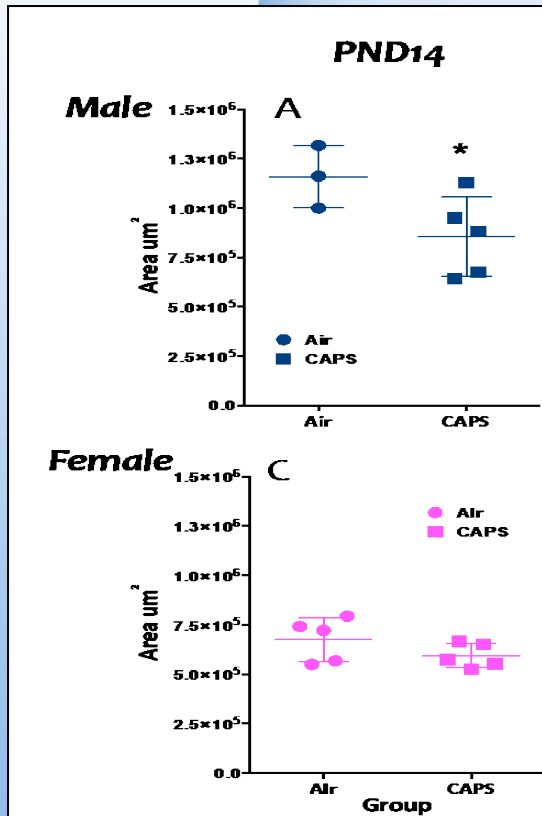 PND14
Male
A
1.5×10⁶
1.3×10⁶
1.0×10⁶
7.5×10⁵
5.0×10⁵
2.5×10⁵
0.0
Area um²
*
Air
CAPS
Air
CAPS
Female
C
1.5×10⁶
1.3×10⁶
1.0×10⁶
7.5×10⁵
5.0×10⁵
2.5×10⁵
0.0
Area um²
AIr
CAPS
AIr
CAPS
Group